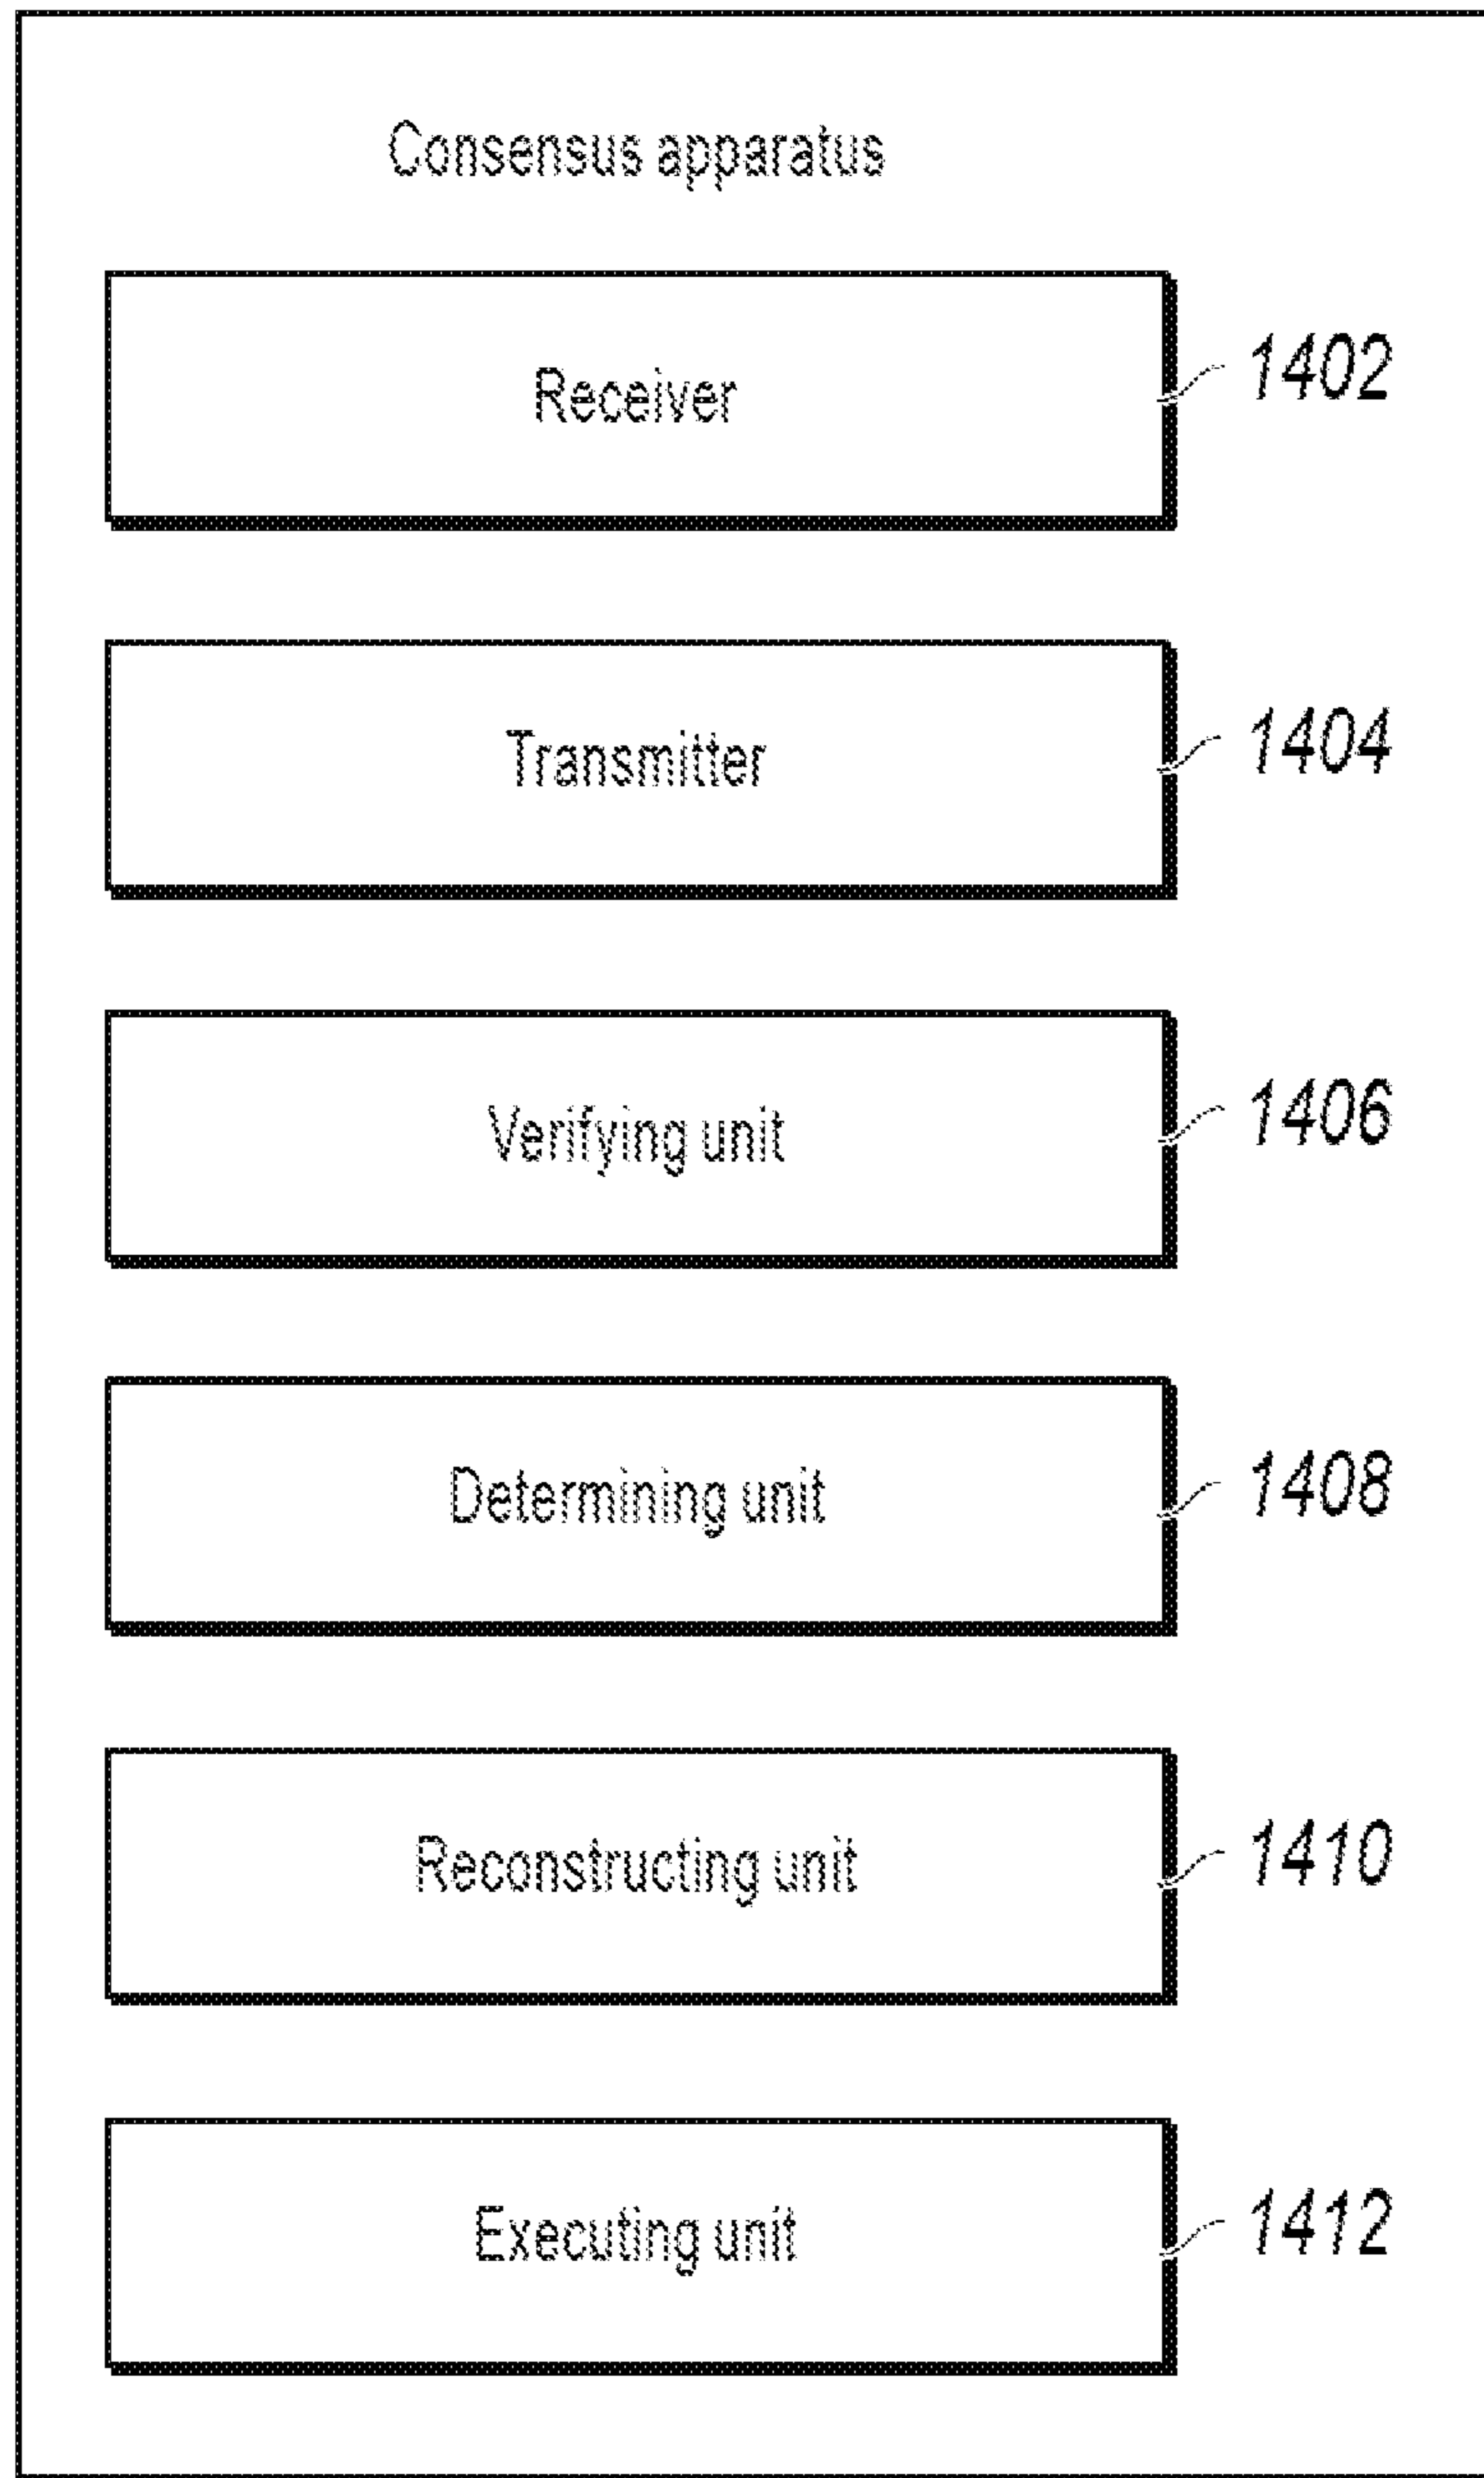 Consensus apparatus
Receiver
1402
Transmitter
1404
Verifying unit
1406
Determining unit
1408
Reconstructing unit
1410
Executing unit
1412